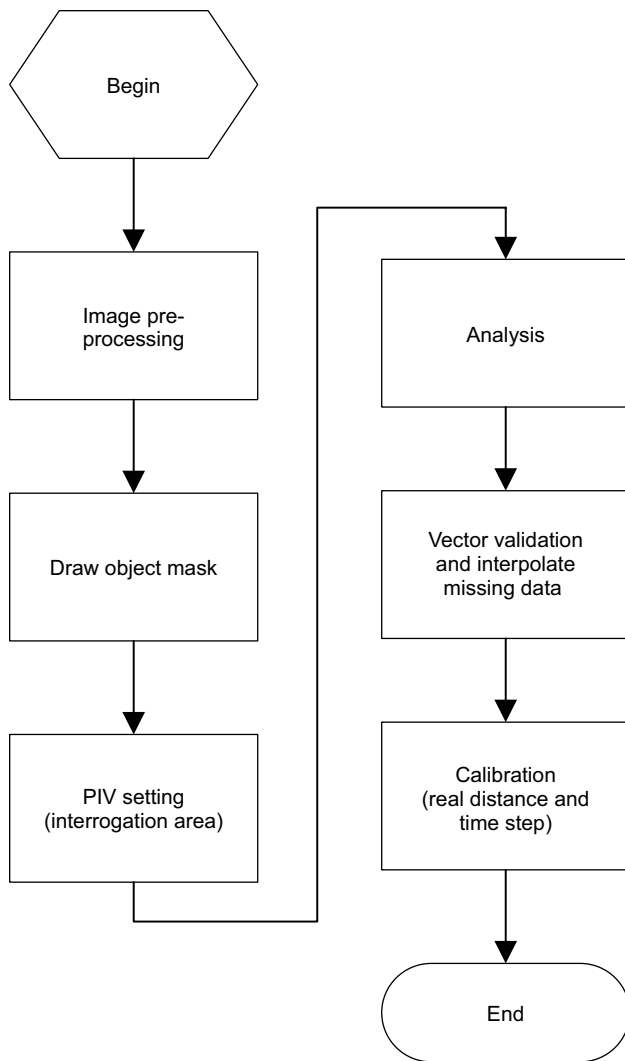 Begin
Image pre-
processing
Draw object mask
PIV setting
(interrogation area)
Analysis
Vector validation
and interpolate
missing data
Calibration
(real distance and
time step)
End